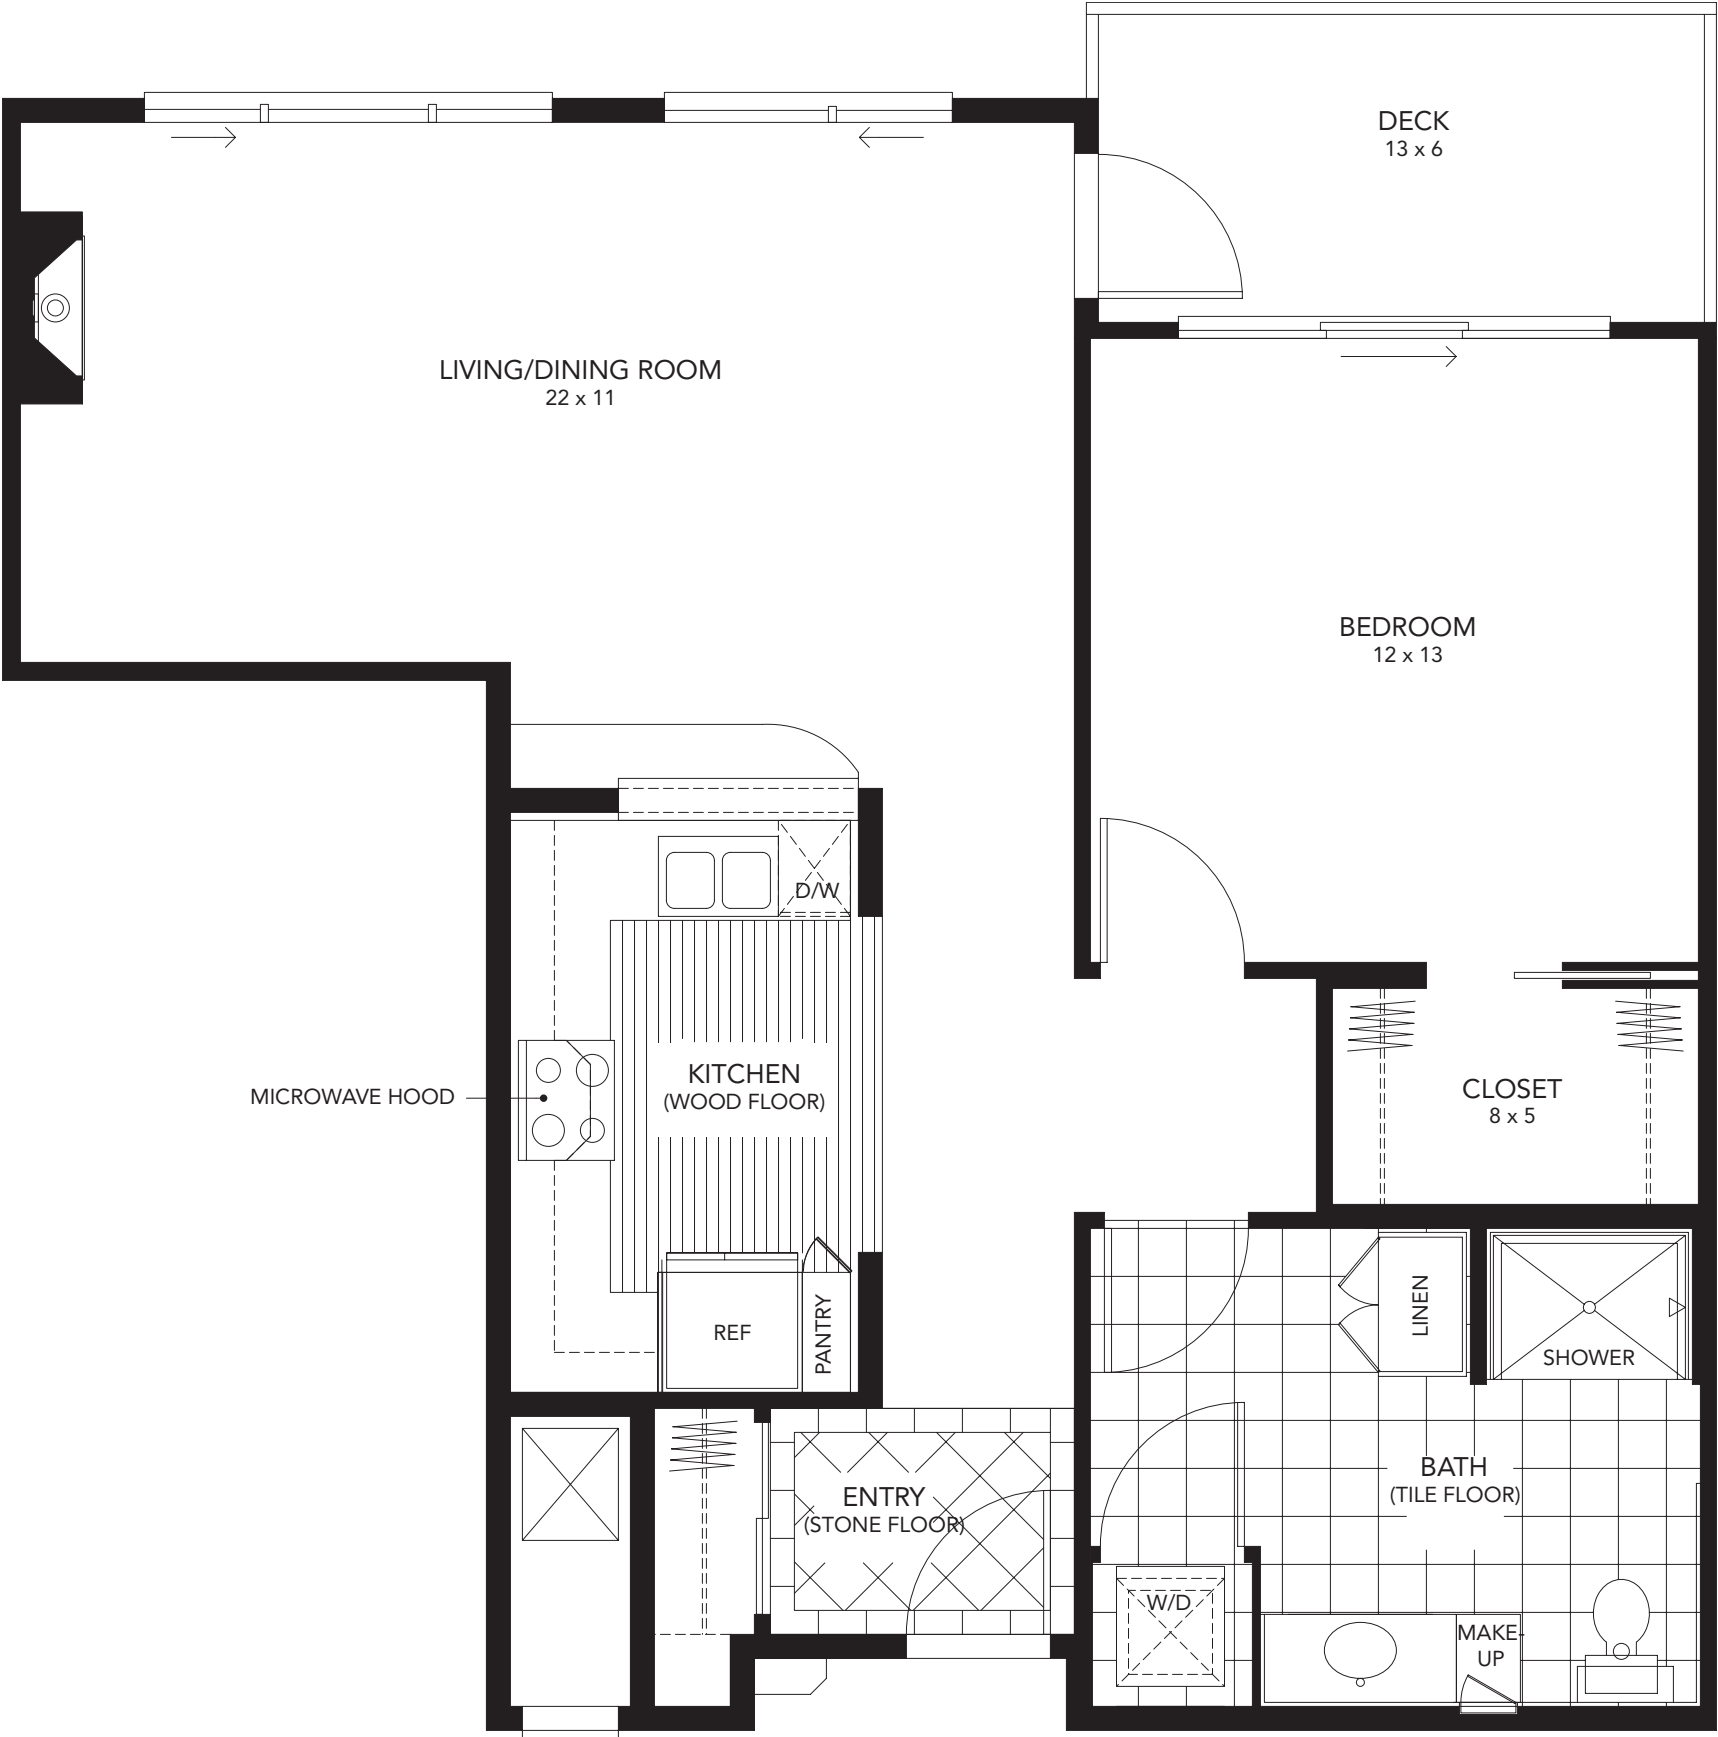 DECK
13 x 6
LIVING/DINING ROOM
22 x 11
BEDROOM
12 x 13
D/W
KITCHEN
(WOOD FLOOR)
MICROWAVE HOOD
CLOSET
8 x 5
REF
PANTRY
LINEN
SHOWER
ENTRY
(STONE FLOOR)
BATH
(TILE FLOOR)
W/D
MAKE-
UP